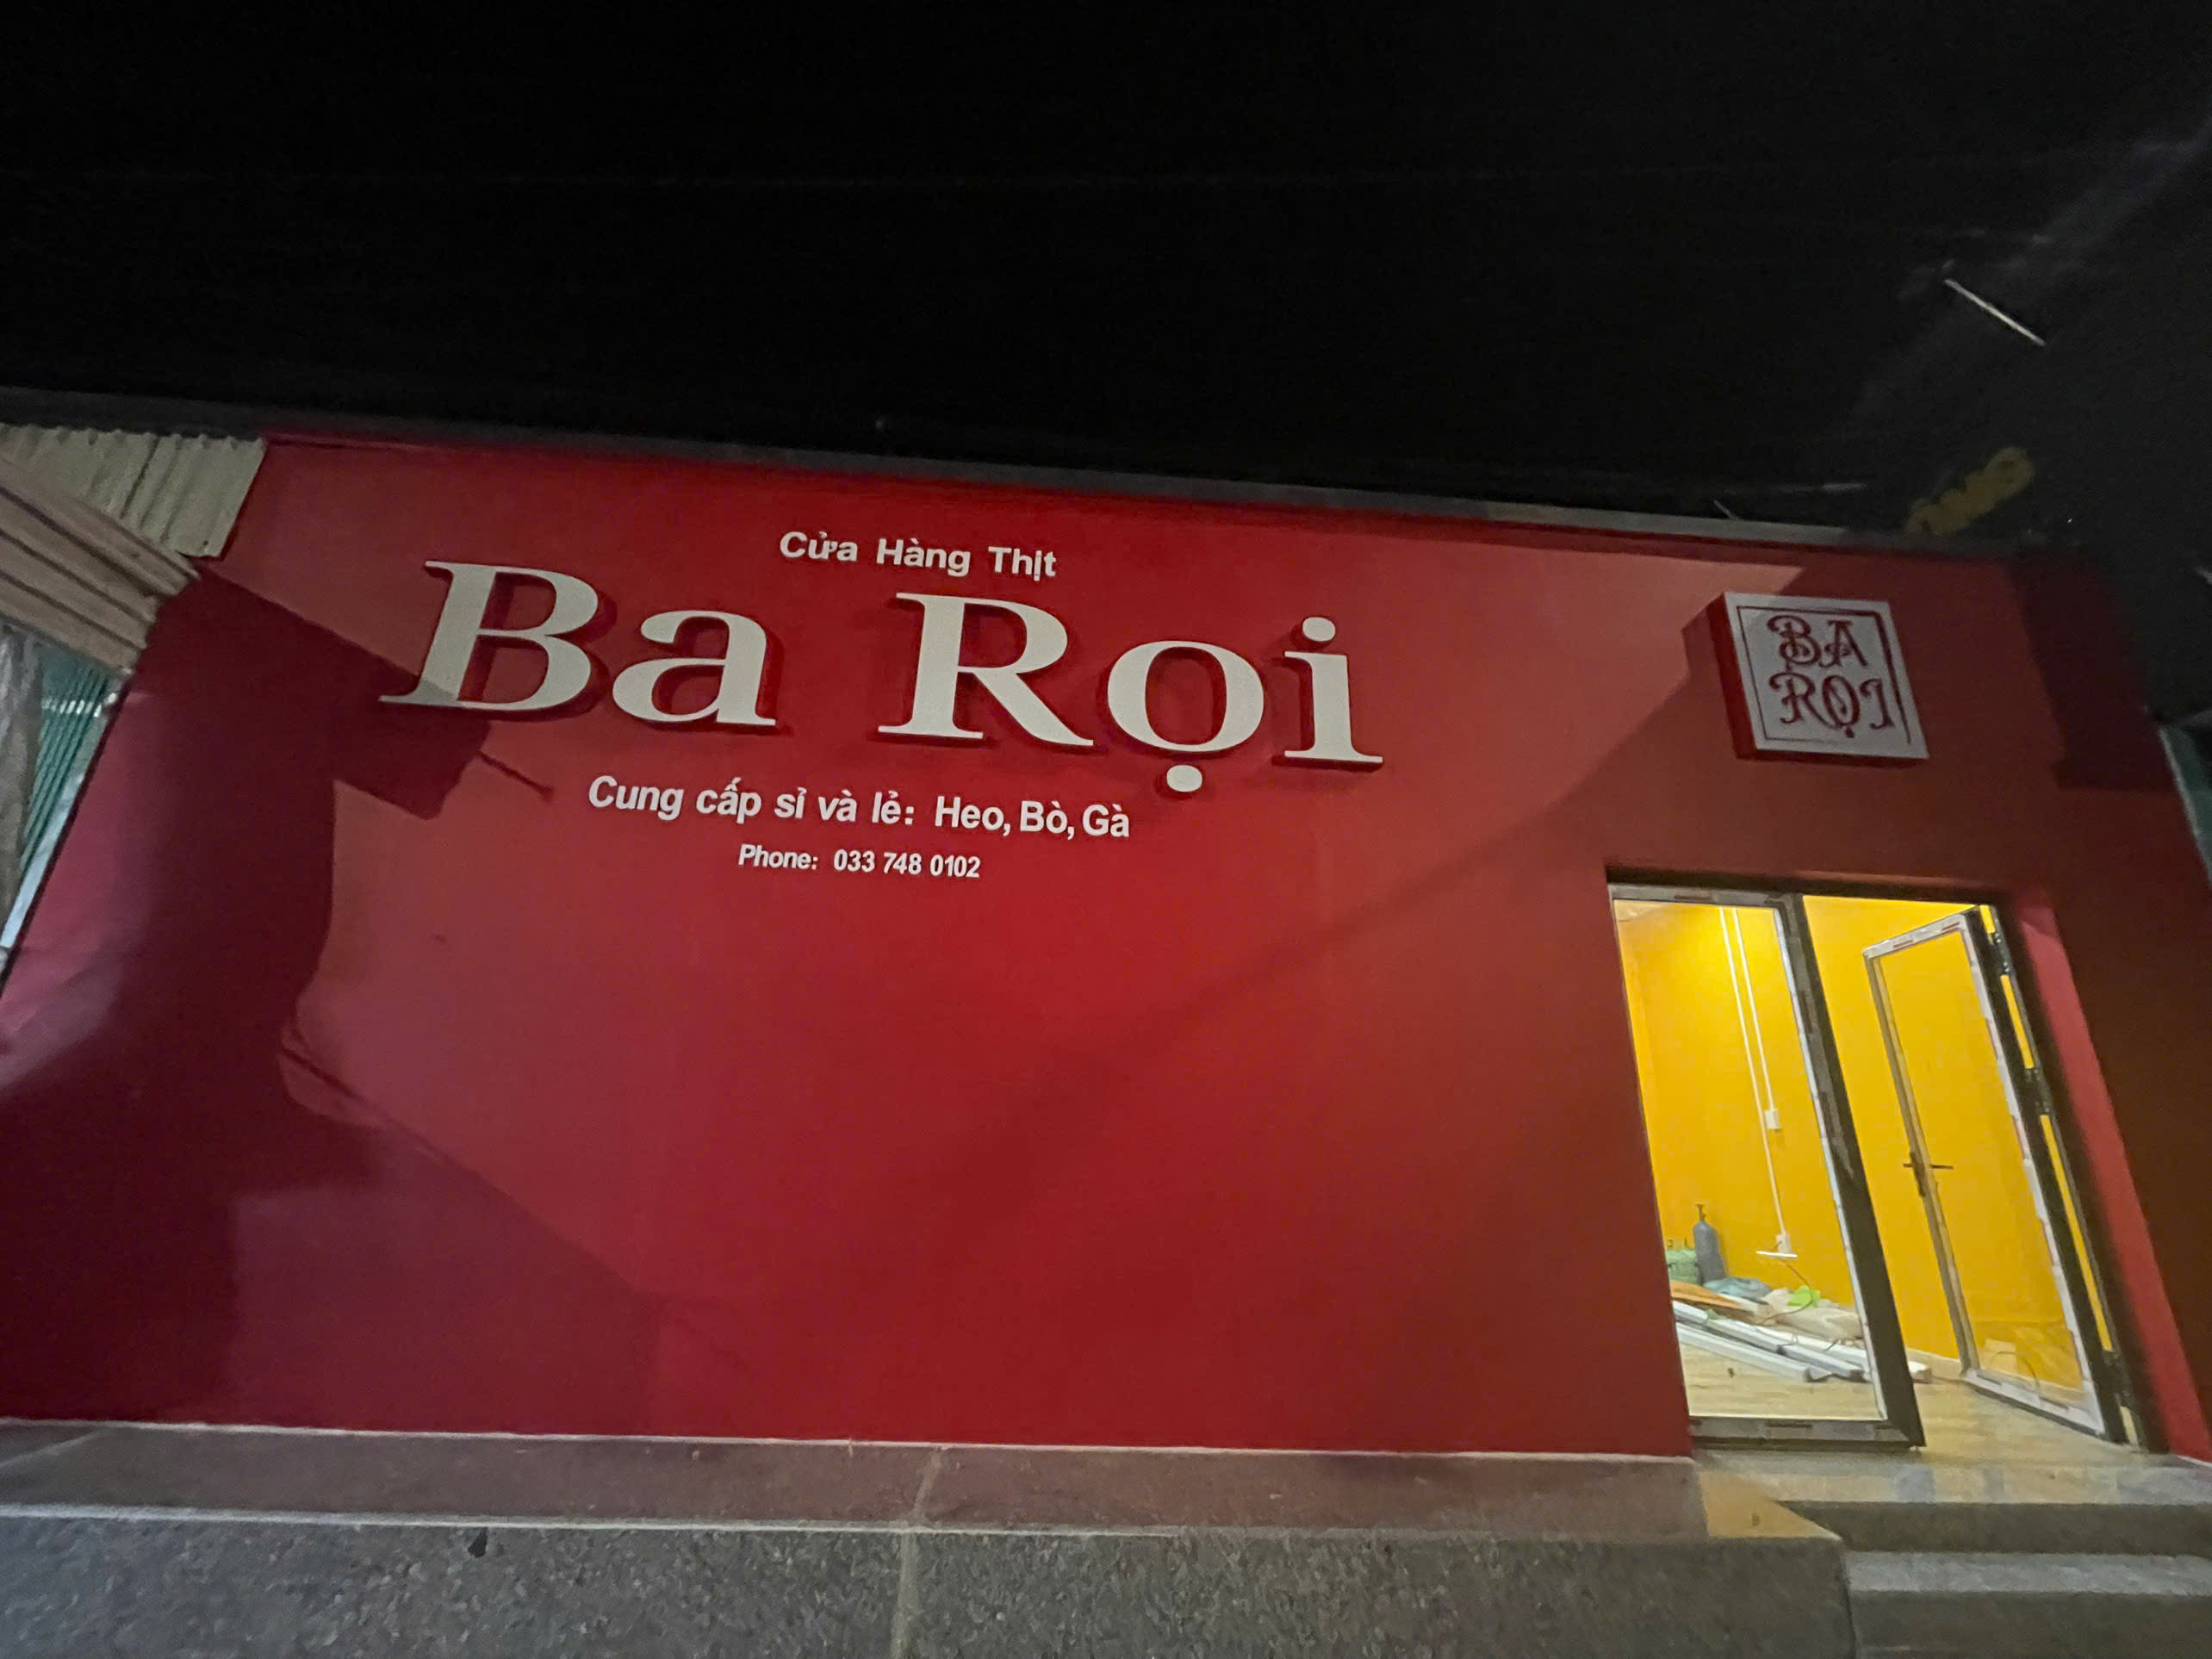 Cửa Hàng Thịt
Ba Rọi
Cung cấp sỉ và lẻ: Heo, Bò, Gà
Phone: 033 748 0102
BA
RỌI